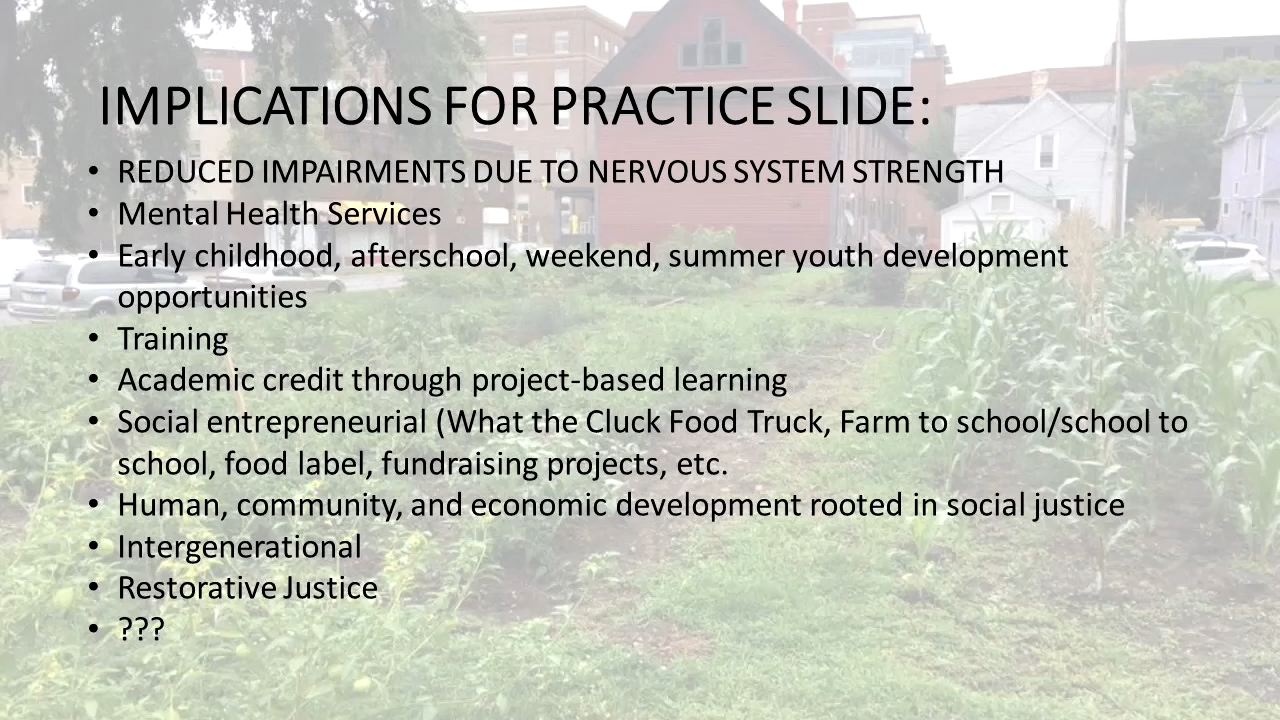 IMPLICATIONS FOR PRACTICE SLIDE:
• REDUCED IMPAIRMENTS DUE TO NERVOUS SYSTEM STRENGTH
• Mental Health Services
• Early childhood, afterschool, weekend, summer youth development
opportunities
• Training
• Academic credit through project-based learning
• Social entrepreneurial (What the Cluck Food Truck, Farm to school/school to
school, food label, fundraising projects, etc.
• Human, community, and economic development rooted in social justice
• Intergenerational
• Restorative Justice
• ???